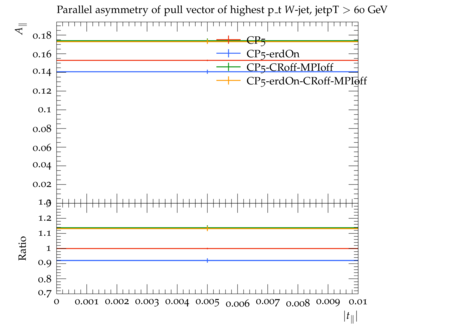 Parallel asymmetry of pull vector of highest p_t W-jet, jetpT > 60 GeV
A∥
0.18
0.16
0.14
0.12
0.1
0.08
0.06
0.04
0.02
0
CP5
CP5-erdOn
CP5-CRoff-MPIoff
CP5-erdOn-CRoff-MPIoff
Ratio
1.3
1.2
1.1
1
0.9
0.8
0.7
0 0.001 0.002 0.003 0.004 0.005 0.006 0.007 0.008 0.009 0.01
|t∥|